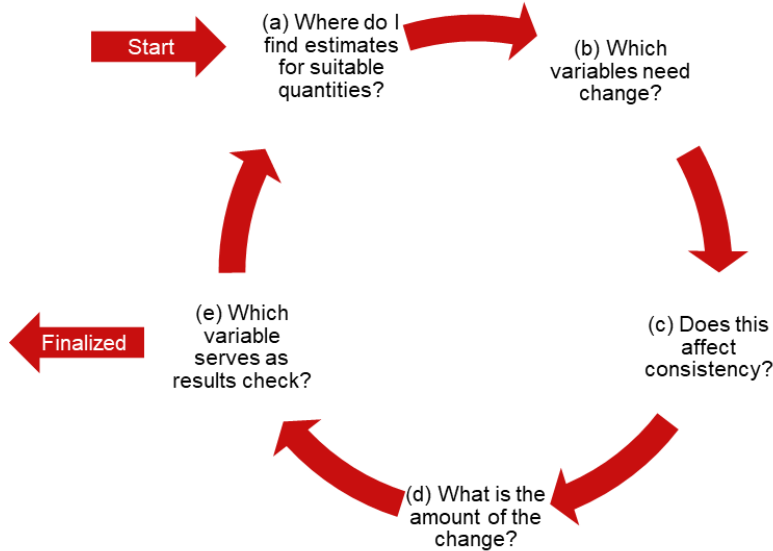 Start
(a) Where do I
find estimates
for suitable
quantities?
(b) Which
variables need
change?
(c) Does this
affect
consistency?
(d) What is the
amount of the
change?
(e) Which
variable
serves as
results check?
Finalized